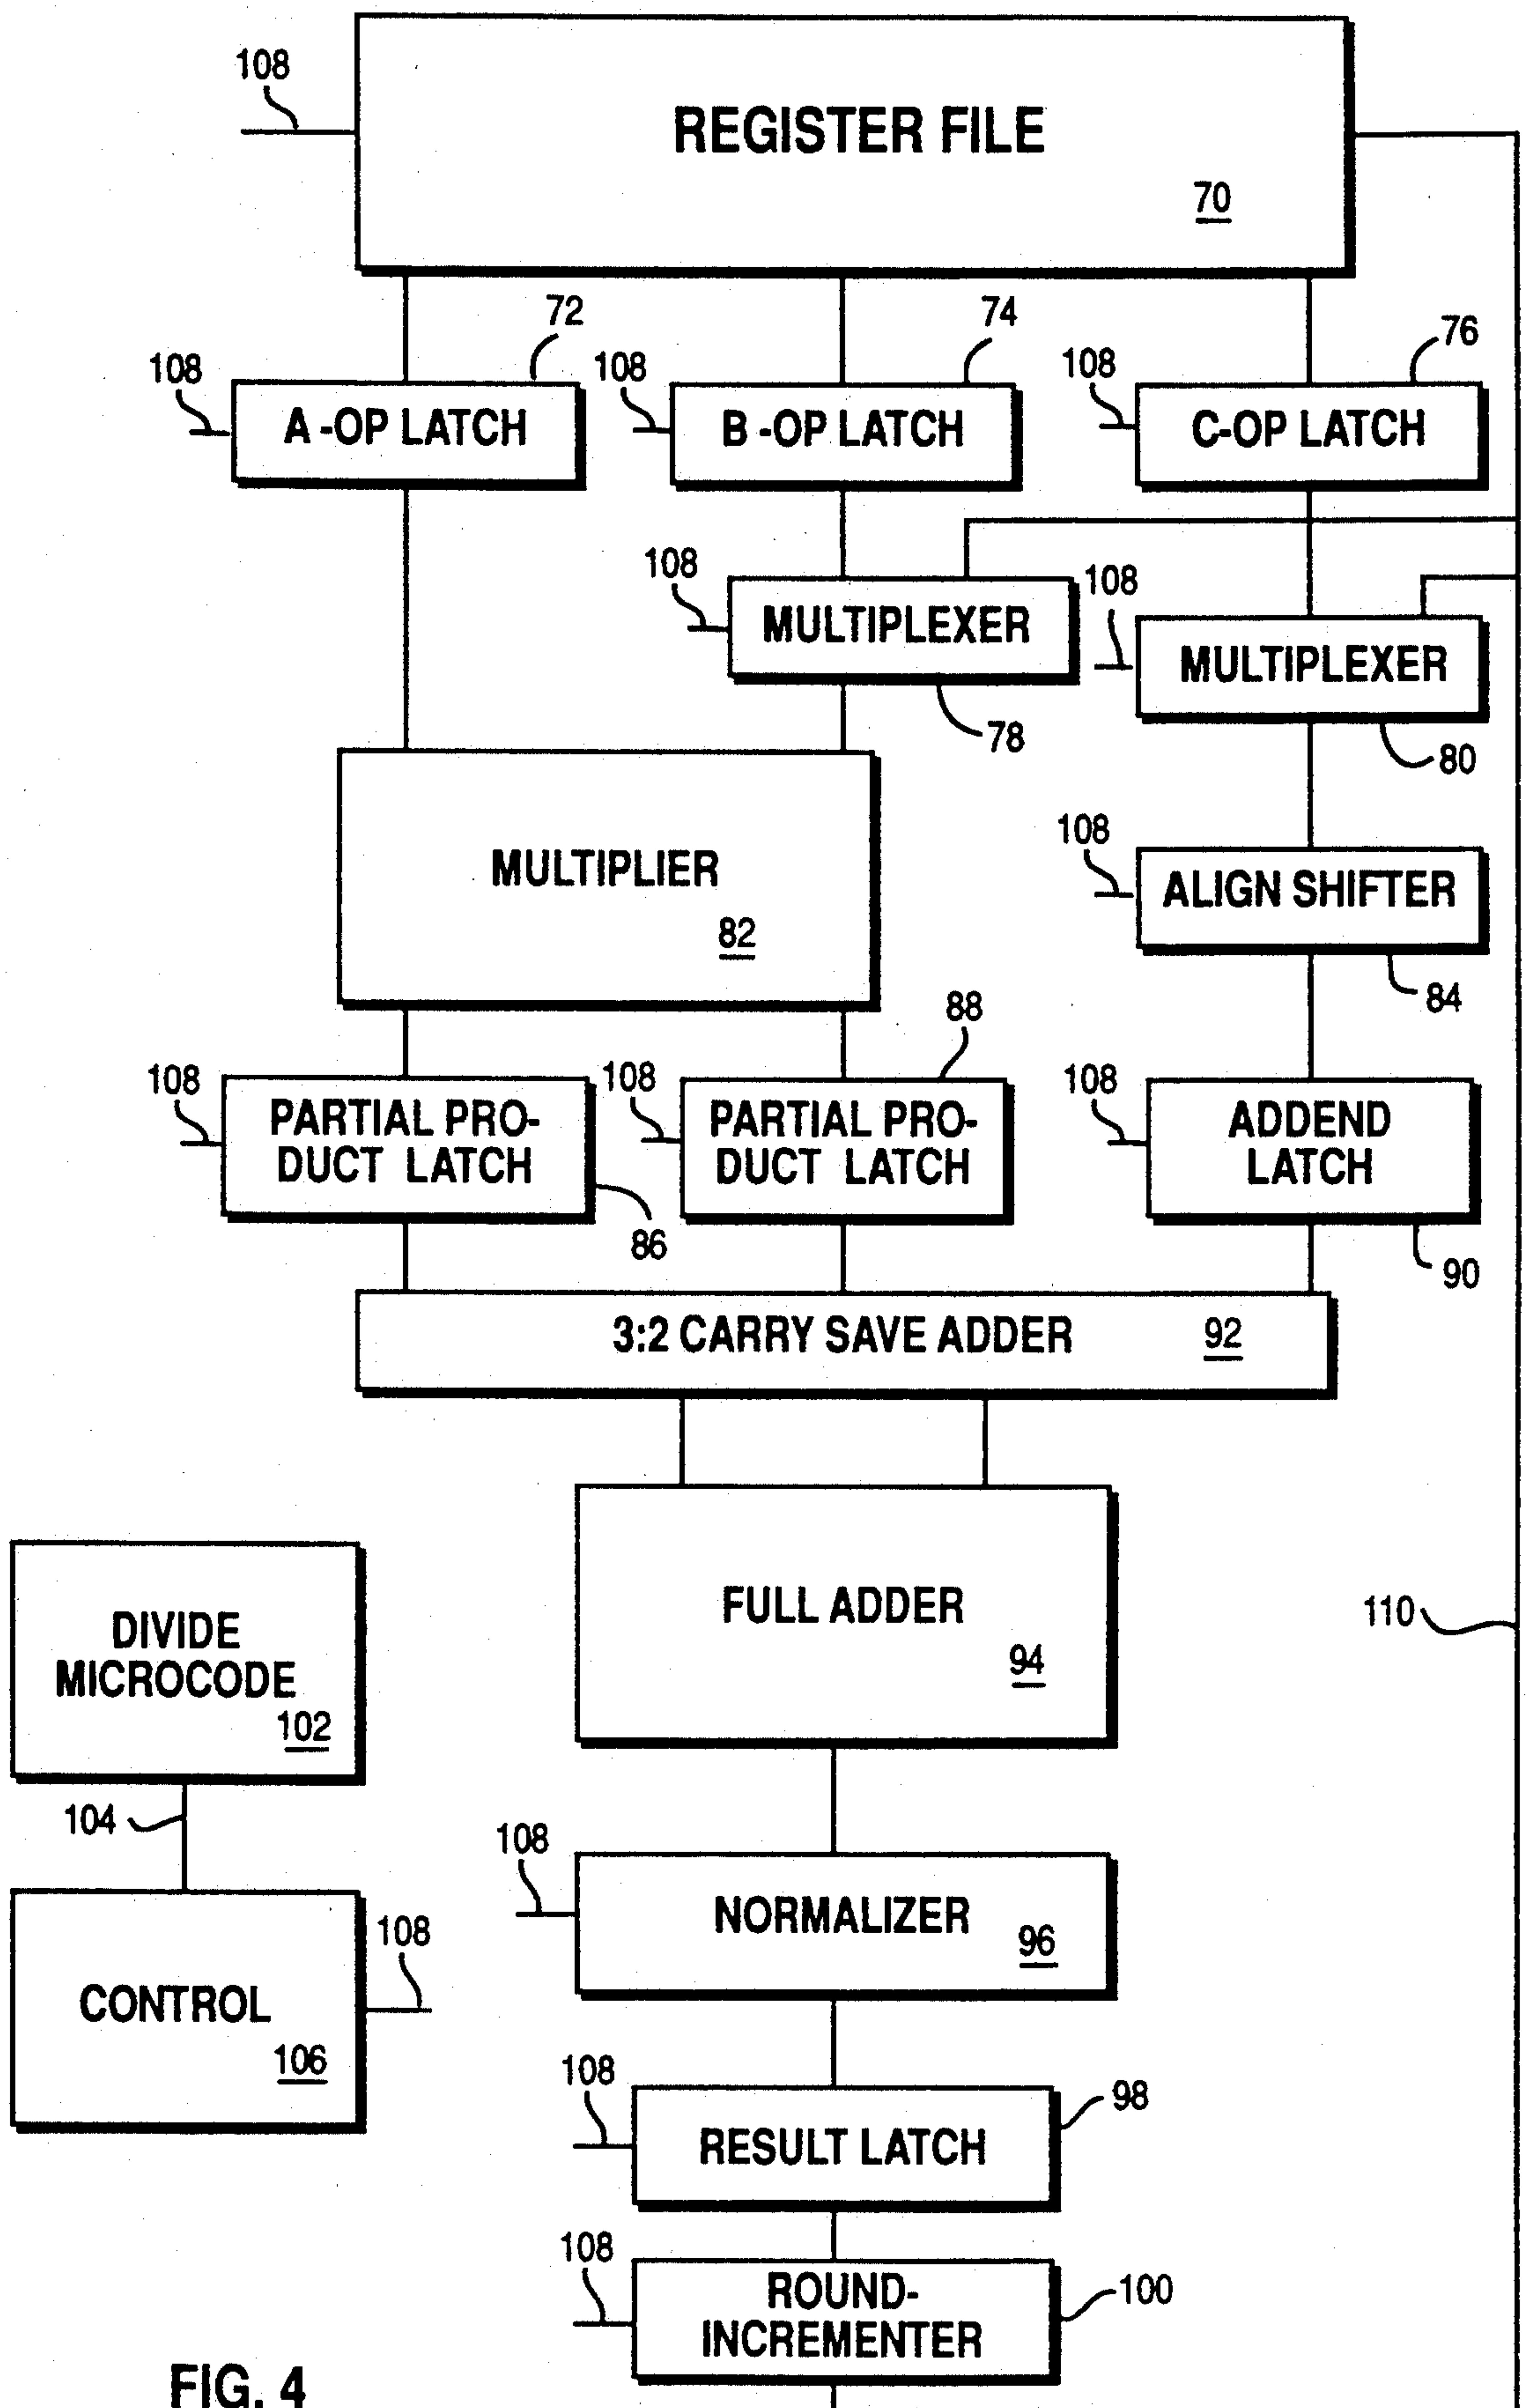 108
REGISTER FILE
70
72
74
76
108
108
108
A -OP LATCH
B -OP LATCH
C-OP LATCH
108
108
MULTIPLEXER
MULTIPLEXER
78
80
MULTIPLIER
82
108
ALIGN SHIFTER
84
88
108
108
108
PARTIAL PRO-
DUCT LATCH
PARTIAL PRO-
DUCT LATCH
ADDEND
LATCH
86
90
3:2 CARRY SAVE ADDER
92
FULL ADDER
94
110
DIVIDE
MICROCODE
102
104
108
NORMALIZER
96
108
CONTROL
106
108
RESULT LATCH
98
108
ROUND-
INCREMENTER
100
FIG. 4